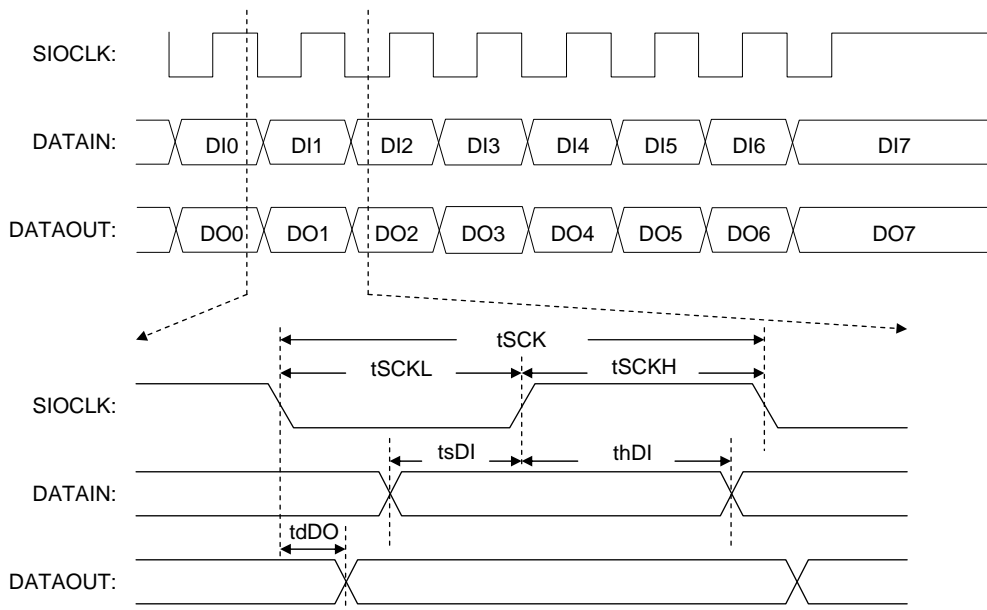 SIOCLK:
DATAIN: DI0 DI1 DI2 DI3 DI4 DI5 DI6 DI7
DATAOUT: DO0 DO1 DO2 DO3 DO4 DO5 DO6 DO7
tSCK
tSCKL tSCKH
SIOCLK:
tsDI thDI
DATAIN:
tdDO
DATAOUT: